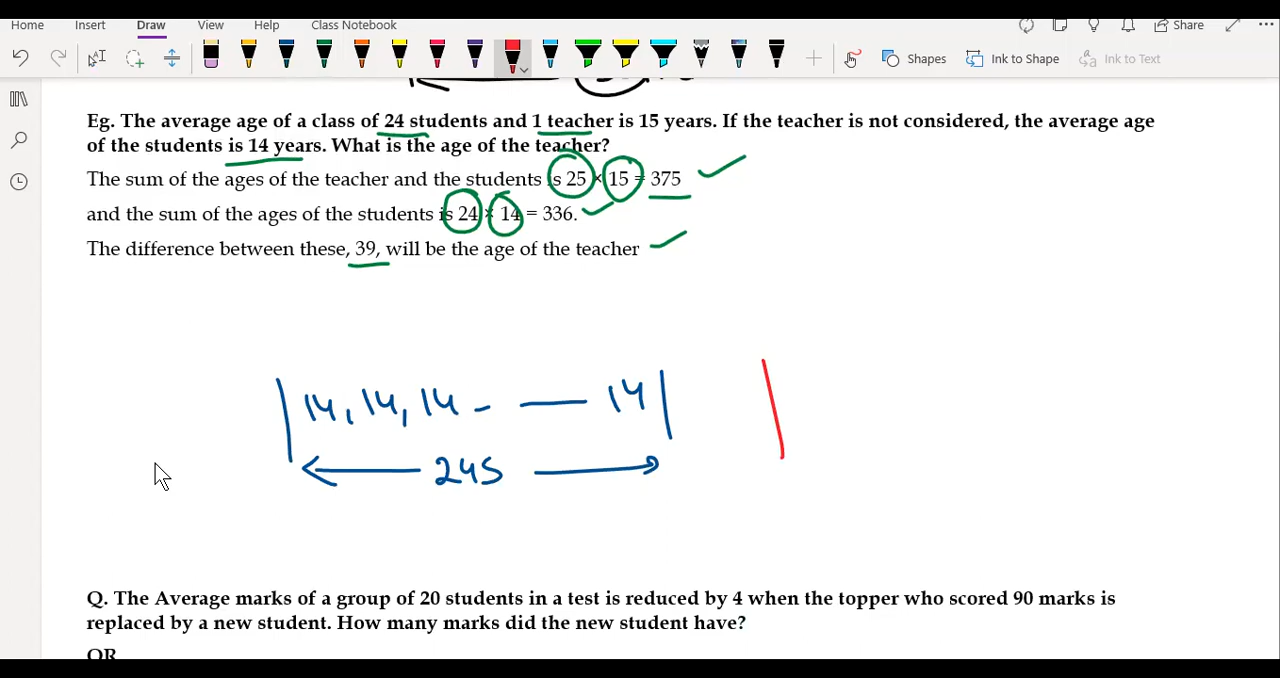 Home Insert Draw View Help Class Notebook Share
Shapes Ink to Shape Ink to Text
Eg. The average age of a class of 24 students and 1 teacher is 15 years. If the teacher is not considered, the average age
of the students is 14 years. What is the age of the teacher?
The sum of the ages of the teacher and the students is 25 × 15 = 375
and the sum of the ages of the students is 24 × 14 = 336.
The difference between these, 39, will be the age of the teacher
14, 14, 14 - — 14
24S
Q. The Average marks of a group of 20 students in a test is reduced by 4 when the topper who scored 90 marks is
replaced by a new student. How many marks did the new student have?
OR